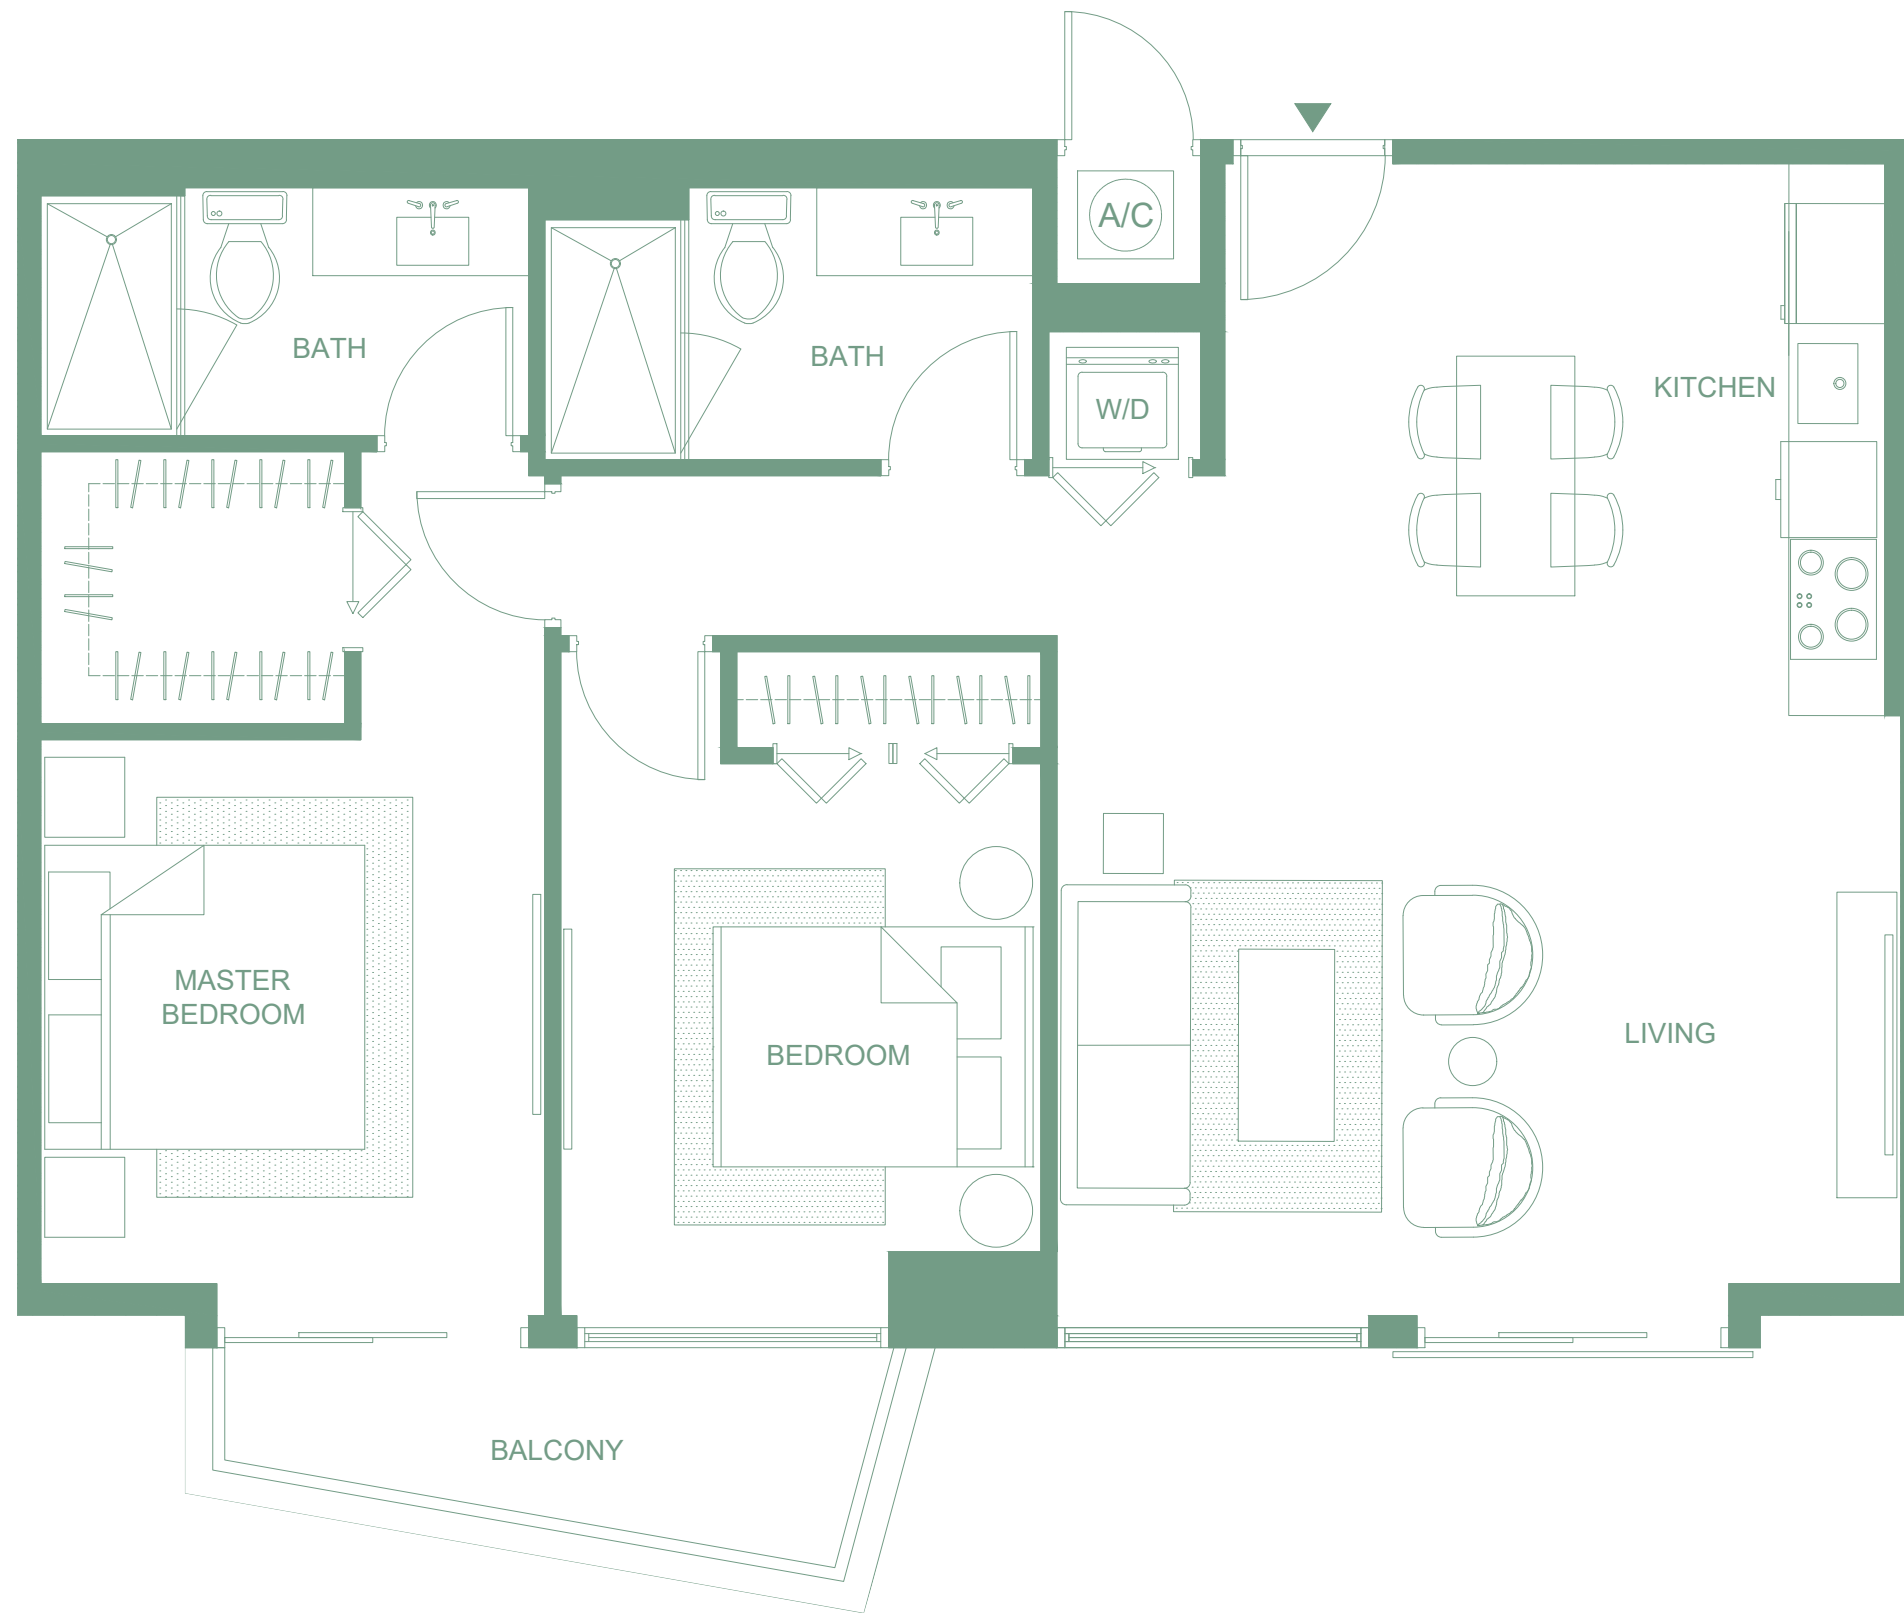 A/C
BATH
BATH
W/D
KITCHEN
MASTER
BEDROOM
BEDROOM
LIVING
BALCONY